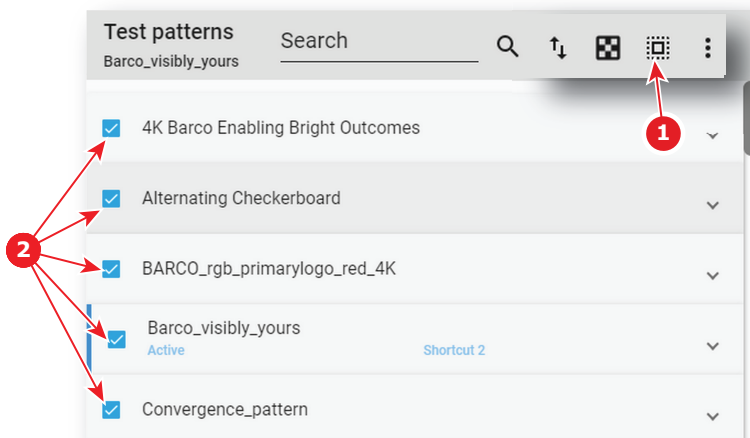 Test patterns
Search
Barco_visibly_yours
1
4K Barco Enabling Bright Outcomes
Alternating Checkerboard
2
BARCO_rgb_primarylogo_red_4K
Barco_visibly_yours
Active Shortcut 2
Convergence_pattern